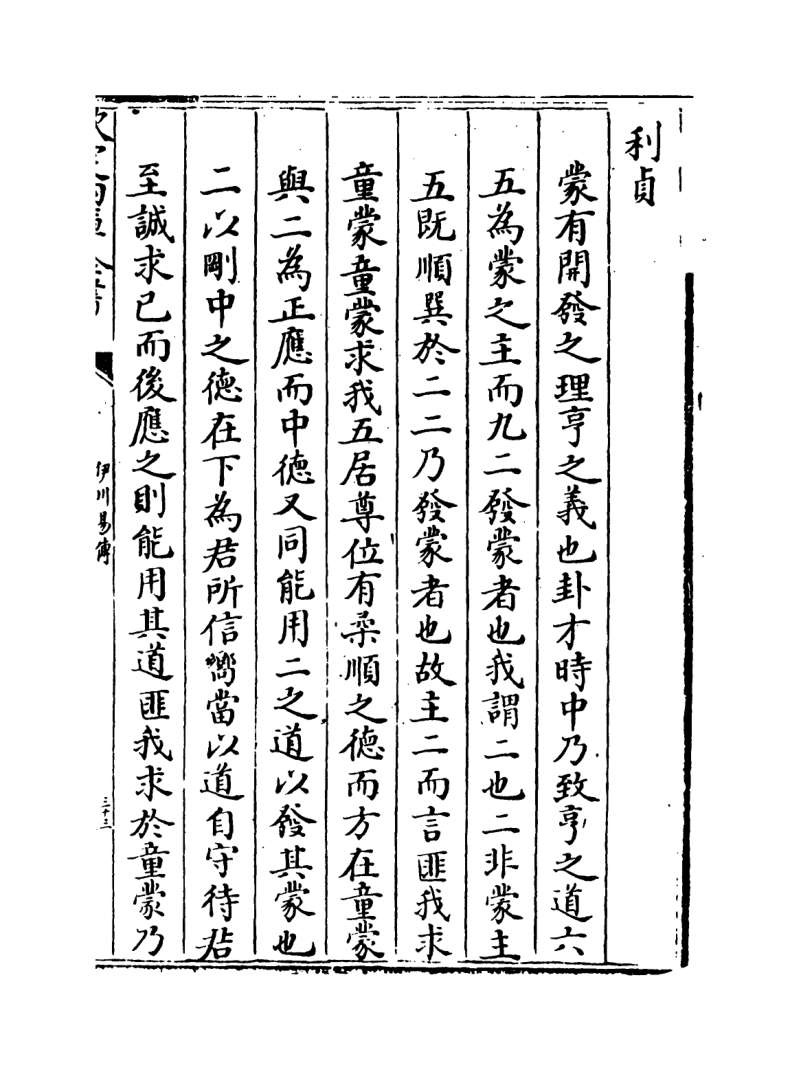 利貞
蒙有開發之理亨之義也卦才時中乃致亨之道六
五為蒙之主而九二發蒙者也我謂二也二非蒙主
五既順巽於二二乃發蒙者也故主二而言匪我求
童蒙童蒙求我五居尊位有柔順之德而方在童蒙
與二為正應而中德又同能用二之道以發其蒙也
二以剛中之德在下為君所信嚮當以道自守待君
至誠求已而後應之則能用其道匪我求於童蒙乃
伊川易傳
三十三